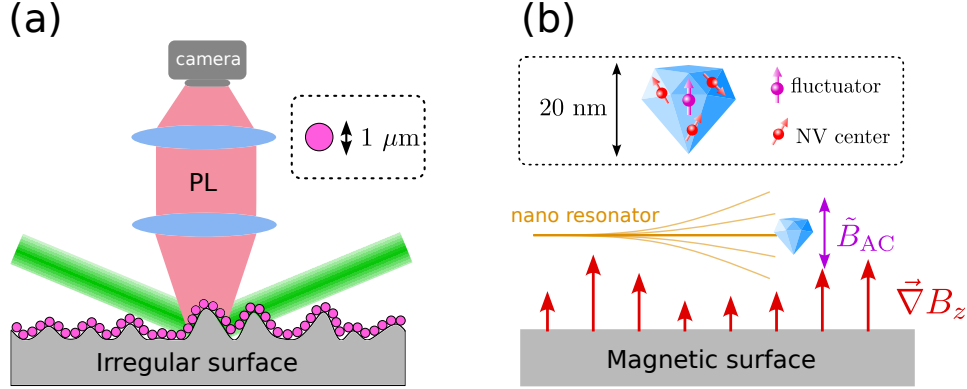 (a)
camera
1 μm
PL
Irregular surface
(b)
20 nm
fluctuator
NV center
nano resonator
B̃AC
∇⃗Bz
Magnetic surface